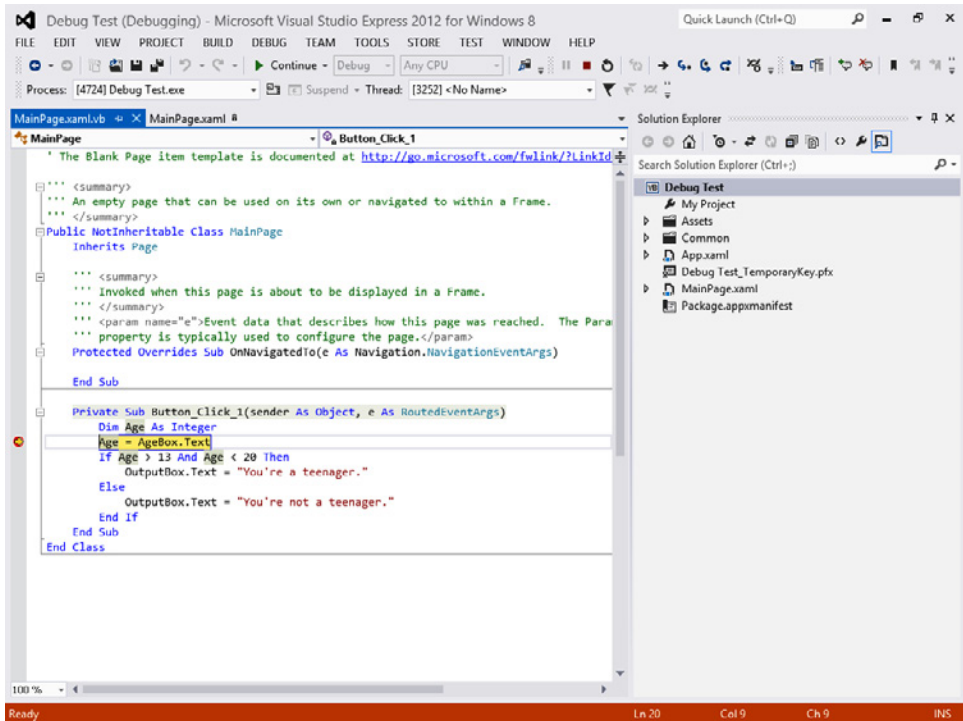 Debug Test (Debugging) - Microsoft Visual Studio Express 2012 for Windows 8
Quick Launch (Ctrl+Q)
FILE EDIT VIEW PROJECT BUILD DEBUG TEAM TOOLS STORE TEST WINDOW HELP
Continue Debug Any CPU
Process: [4724] Debug Test.exe Suspend Thread: [3252] <No Name>
MainPage.xaml.vb MainPage.xaml
MainPage Button_Click_1
' The Blank Page item template is documented at http://go.microsoft.com/fwlink/?LinkId
''' <summary>
''' An empty page that can be used on its own or navigated to within a Frame.
''' </summary>
Public NotInheritable Class MainPage
Inherits Page
''' <summary>
''' Invoked when this page is about to be displayed in a Frame.
''' </summary>
''' <param name="e">Event data that describes how this page was reached.  The Para
''' property is typically used to configure the page.</param>
Protected Overrides Sub OnNavigatedTo(e As Navigation.NavigationEventArgs)
End Sub
Private Sub Button_Click_1(sender As Object, e As RoutedEventArgs)
Dim Age As Integer
Age = AgeBox.Text
If Age > 13 And Age < 20 Then
OutputBox.Text = "You're a teenager."
Else
OutputBox.Text = "You're not a teenager."
End If
End Sub
End Class
100 %
Solution Explorer
Search Solution Explorer (Ctrl+;)
VB Debug Test
My Project
Assets
Common
App.xaml
Debug Test_TemporaryKey.pfx
MainPage.xaml
Package.appxmanifest
Ready Ln 20 Col 9 Ch 9 INS